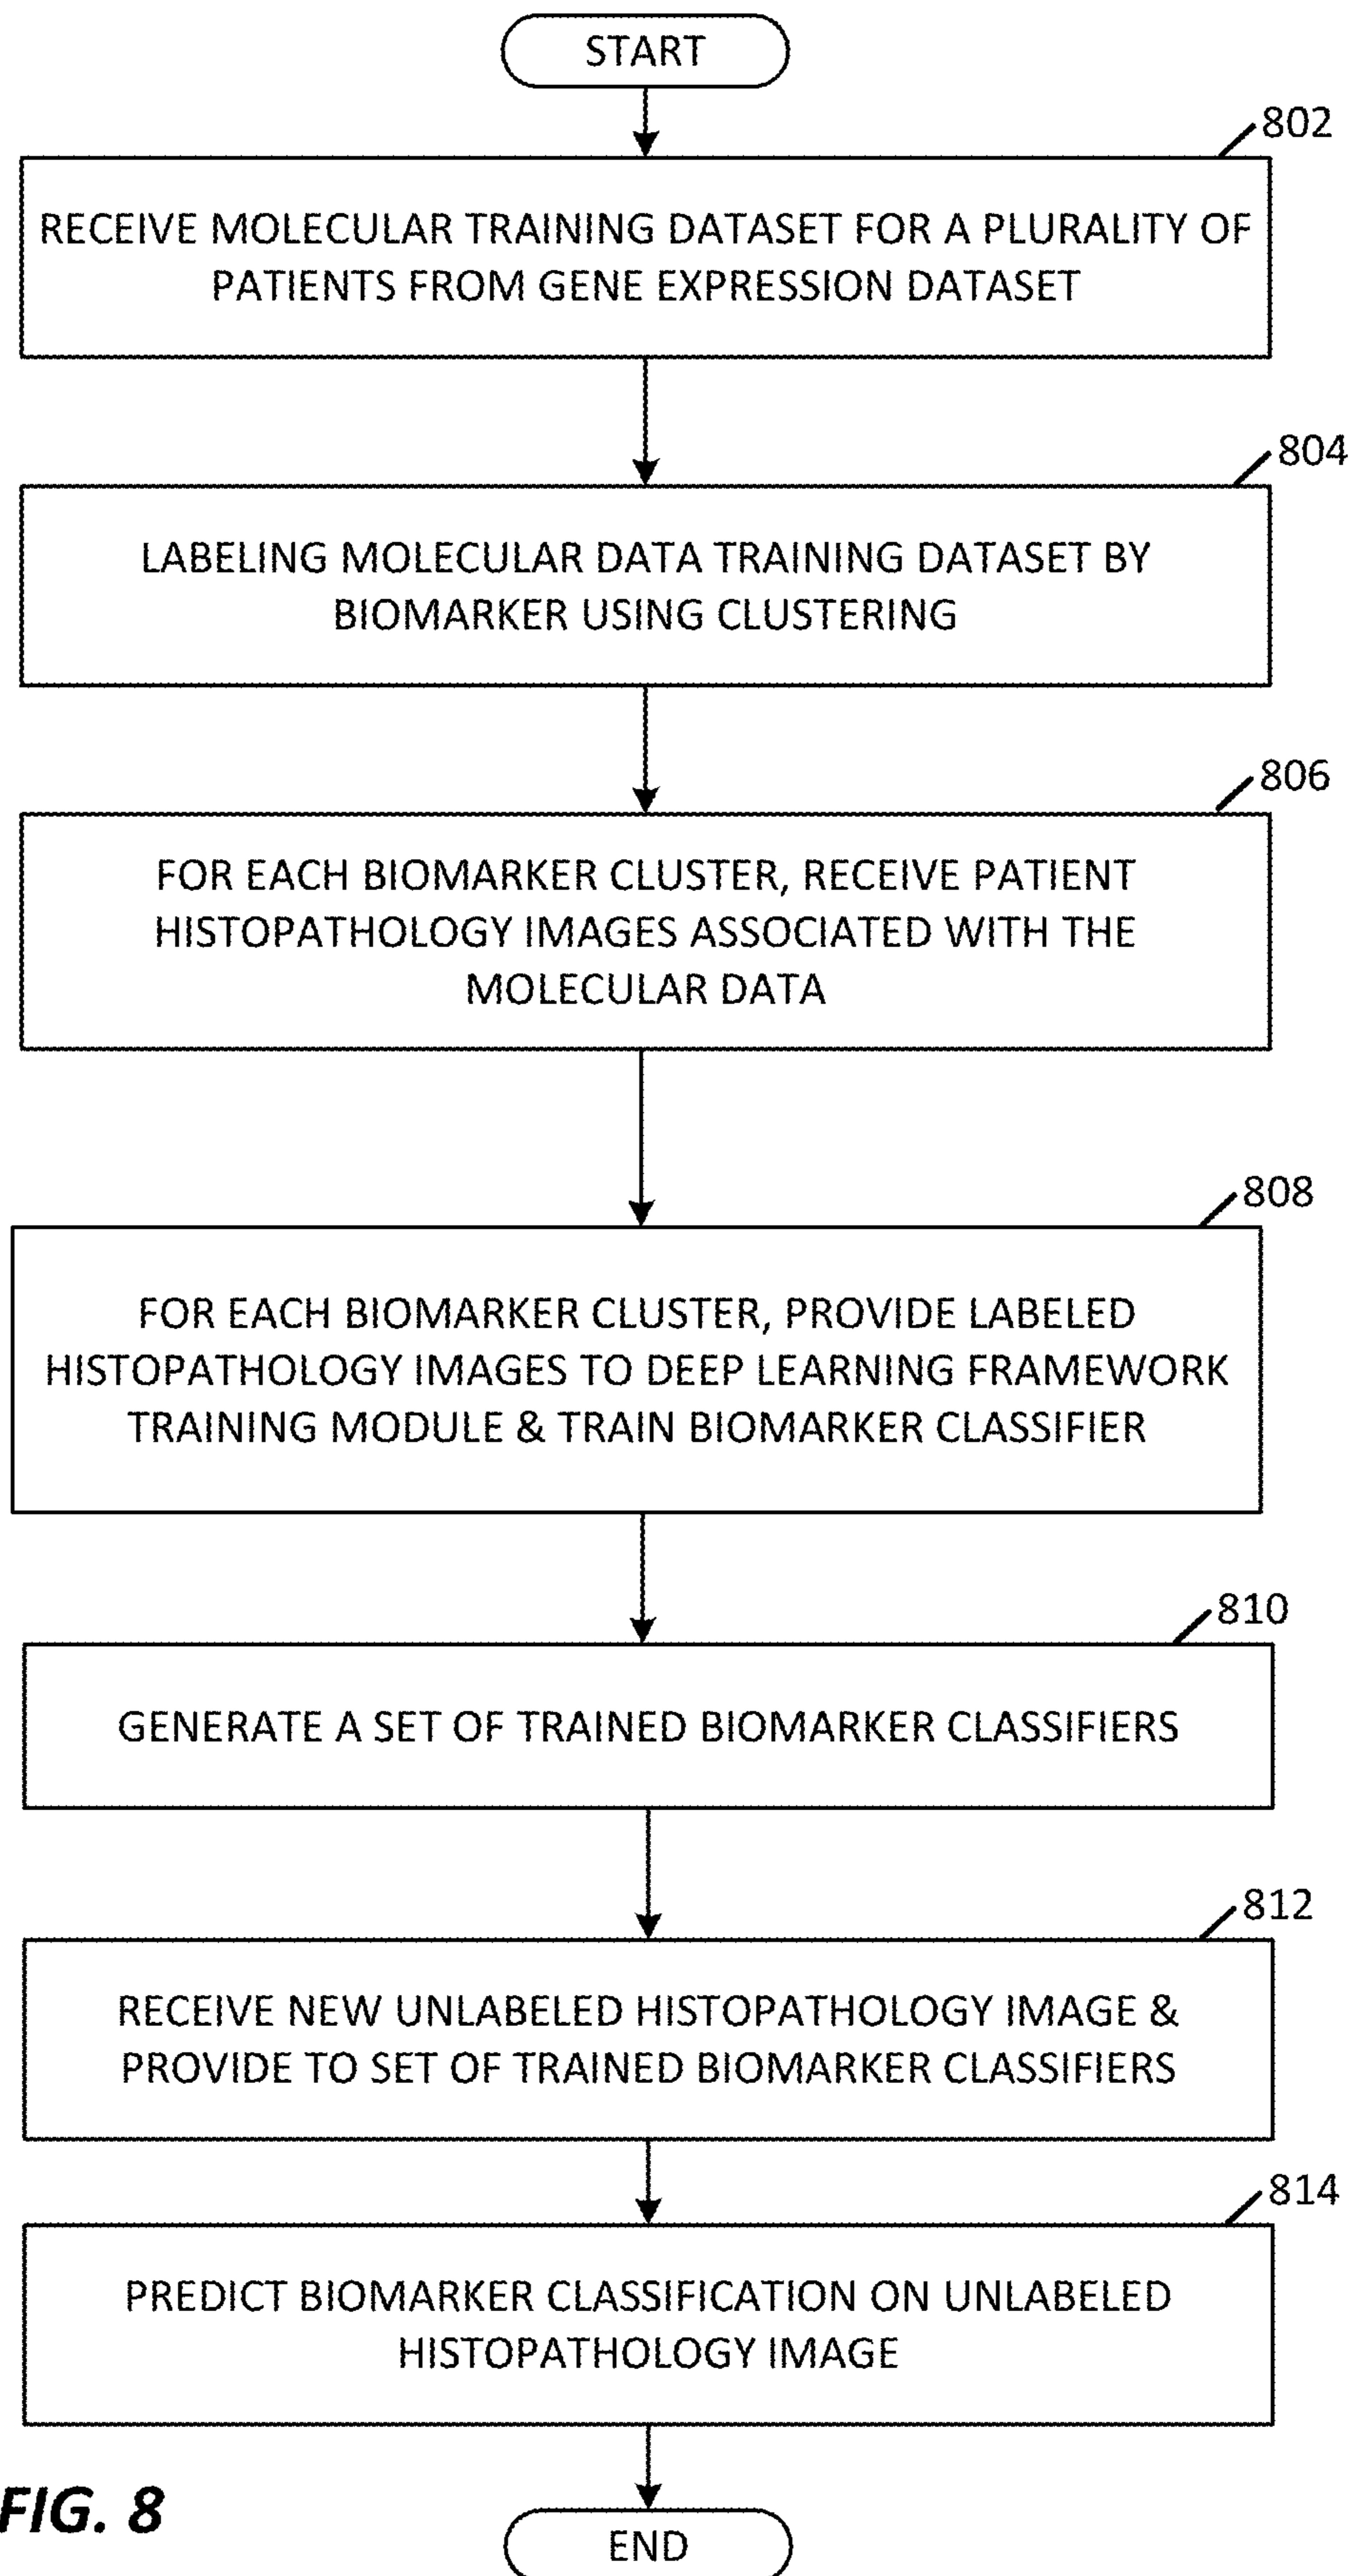 START
802
RECEIVE MOLECULAR TRAINING DATASET FOR A PLURALITY OF
PATIENTS FROM GENE EXPRESSION DATASET
804
LABELING MOLECULAR DATA TRAINING DATASET BY
BIOMARKER USING CLUSTERING
806
FOR EACH BIOMARKER CLUSTER, RECEIVE PATIENT
HISTOPATHOLOGY IMAGES ASSOCIATED WITH THE
MOLECULAR DATA
808
FOR EACH BIOMARKER CLUSTER, PROVIDE LABELED
HISTOPATHOLOGY IMAGES TO DEEP LEARNING FRAMEWORK
TRAINING MODULE & TRAIN BIOMARKER CLASSIFIER
810
GENERATE A SET OF TRAINED BIOMARKER CLASSIFIERS
812
RECEIVE NEW UNLABELED HISTOPATHOLOGY IMAGE &
PROVIDE TO SET OF TRAINED BIOMARKER CLASSIFIERS
814
PREDICT BIOMARKER CLASSIFICATION ON UNLABELED
HISTOPATHOLOGY IMAGE
FIG. 8
END